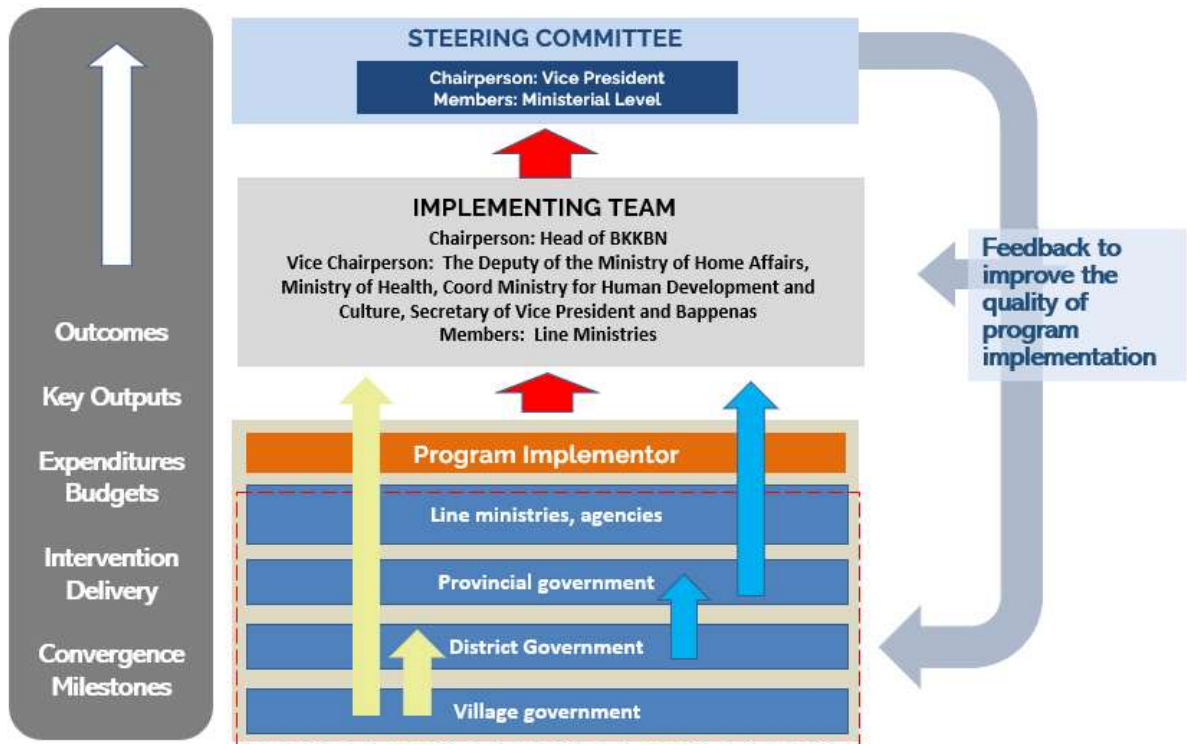 STEERING COMMITTEE
Chairperson: Vice President
Members: Ministerial Level
IMPLEMENTING TEAM
Chairperson: Head of BKKBN
Vice Chairperson: The Deputy of the Ministry of Home Affairs,
Ministry of Health, Coord Ministry for Human Development and
Culture, Secretary of Vice President and Bappenas
Members: Line Ministries
Feedback to
improve the
quality of
program
implementation
Outcomes
Key Outputs
Expenditures
Budgets
Intervention
Delivery
Convergence
Milestones
Program Implementor
Line ministries, agencies
Provincial government
District Government
Village government